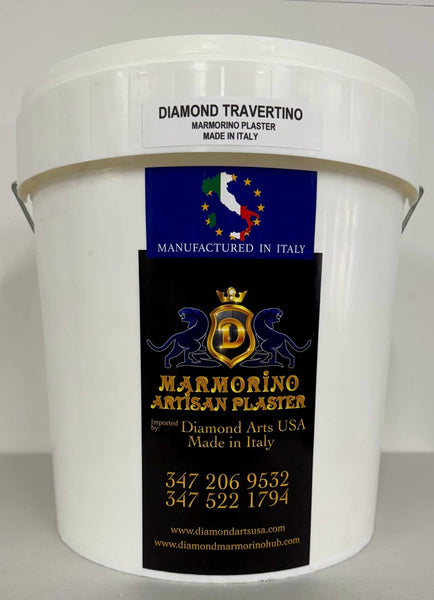 DIAMOND TRAVERTINO
MARMORINO PLASTER
MADE IN ITALY
MANUFACTURED IN ITALY
D
MARMORINO
ARTISAN PLASTER
Imported by: Diamond Arts USA
Made in Italy
347 206 9532
347 522 1794
www.diamondartsusa.com
www.diamondmarmorinohub.com